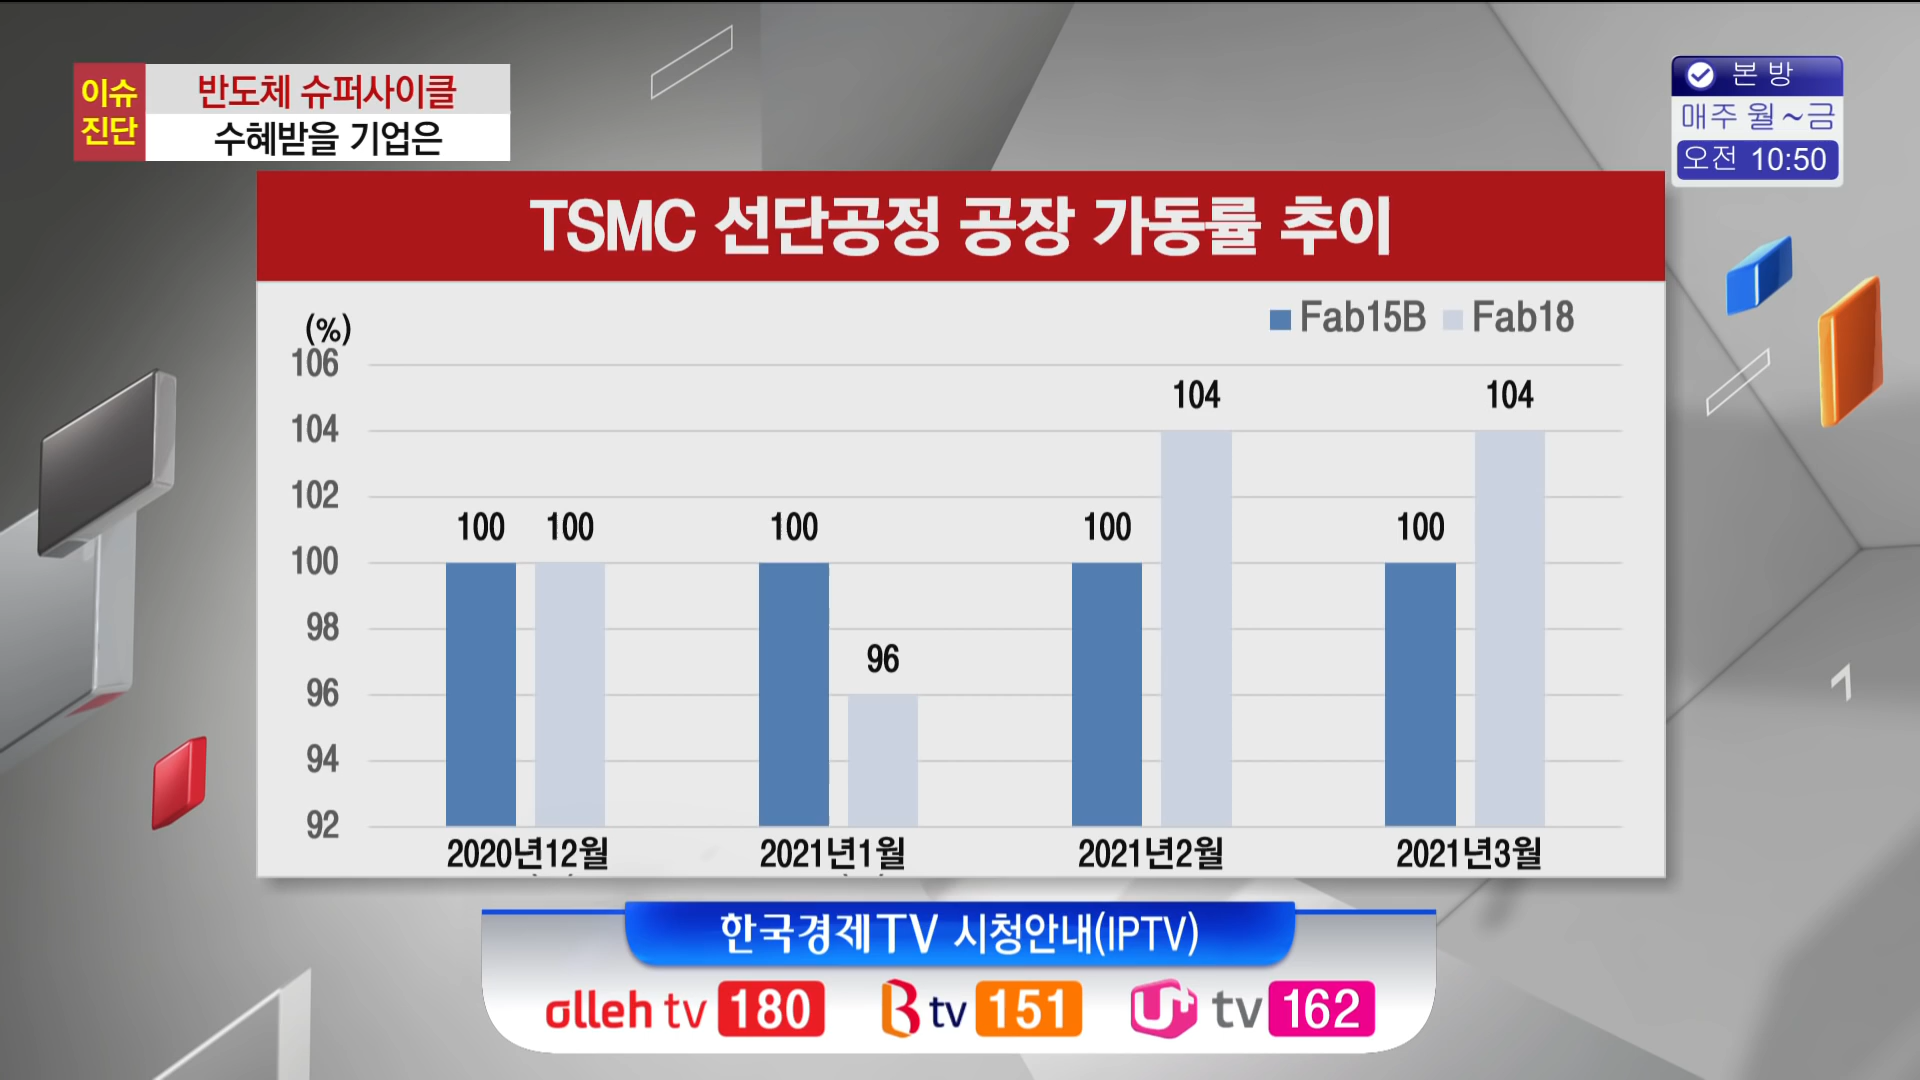 이슈
진단
반도체 슈퍼사이클
수혜받을 기업은
본 방
매주 월~금
오전 10:50
TSMC 선단공정 공장 가동률 추이
(%)
Fab15B Fab18
106
104
102
100
98
96
94
92
100 100
100 96
100 104
100 104
2020년12월 2021년1월 2021년2월 2021년3월
한국경제TV 시청안내(IPTV)
olleh tv 180 B tv 151 U+ tv 162